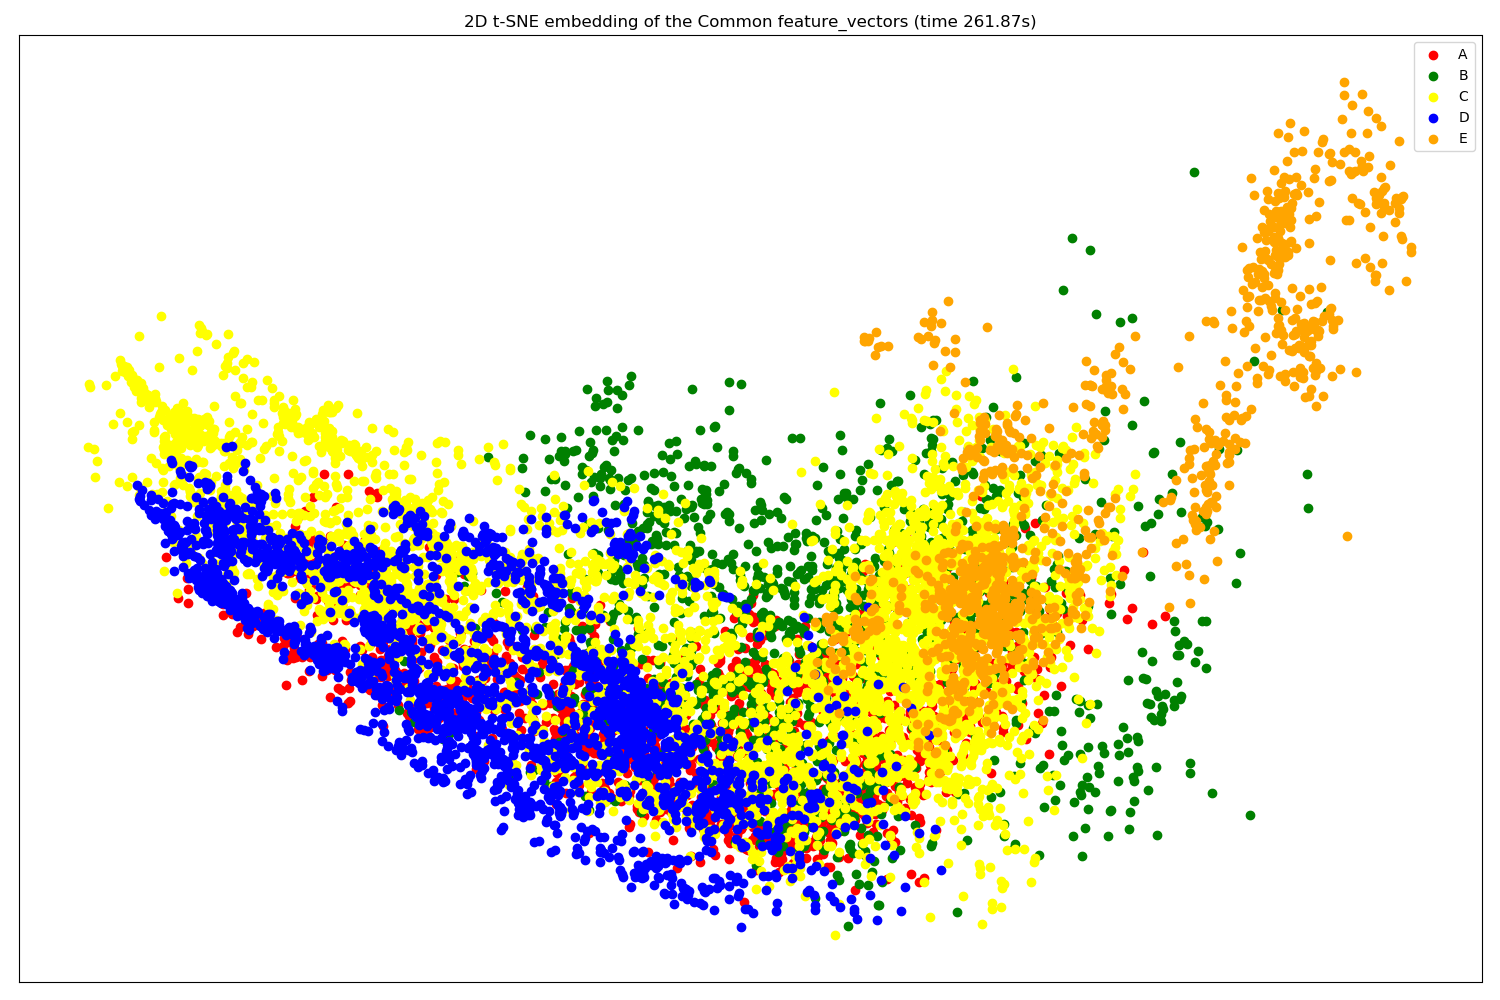 2D t-SNE embedding of the Common feature_vectors (time 261.87s)
A
B
C
D
E